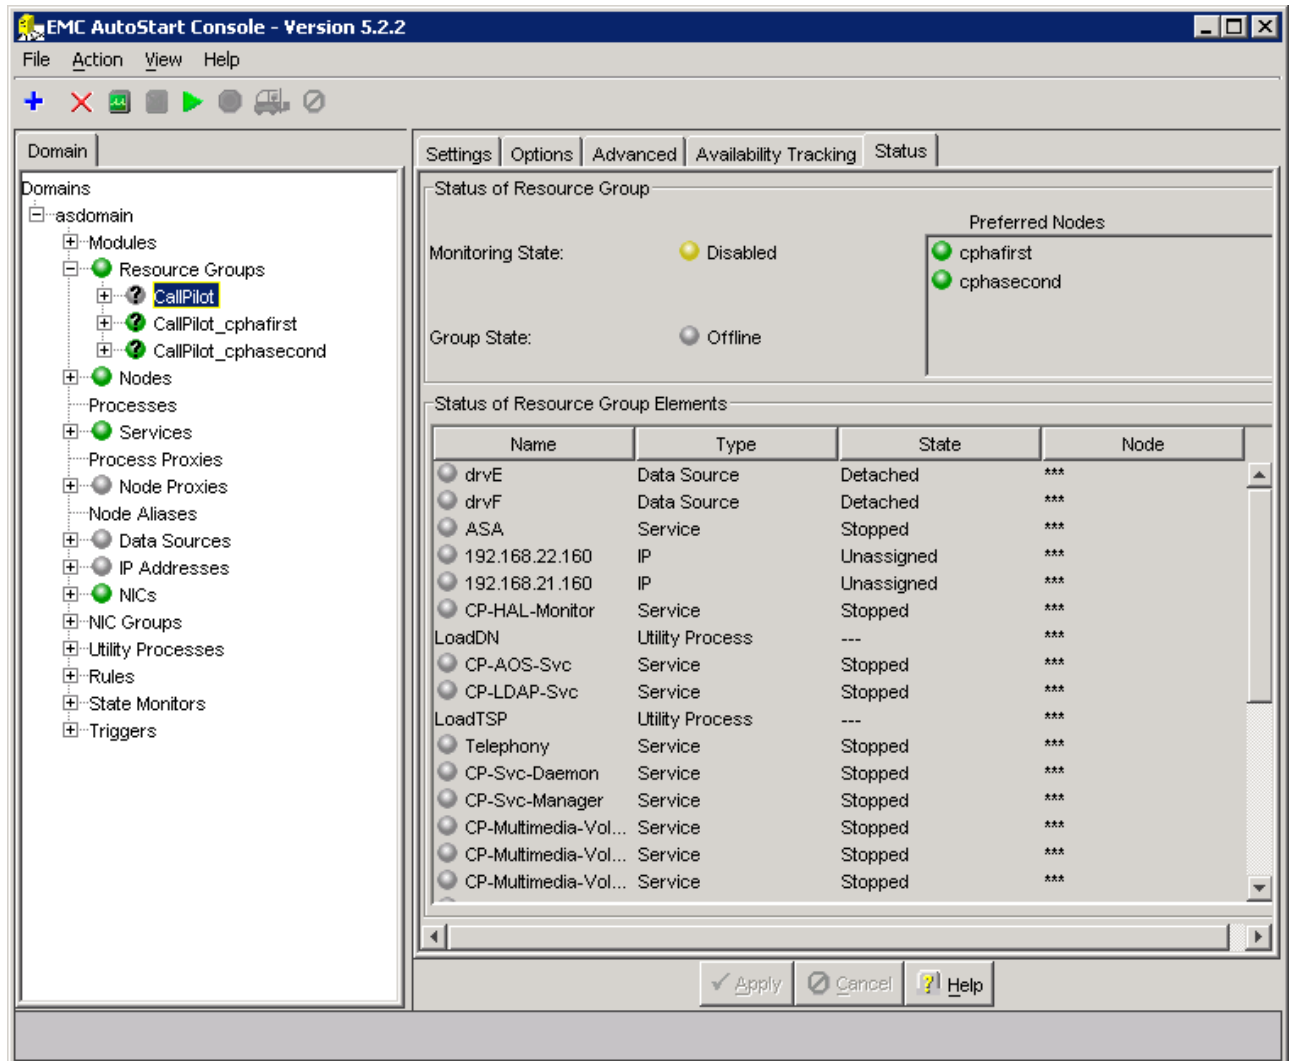 EMC AutoStart Console - Version 5.2.2
File Action View Help
Domain
Domains
asdomain
Modules
Resource Groups
CallPilot
CallPilot_cphafirst
CallPilot_cphasecond
Nodes
Processes
Services
Process Proxies
Node Proxies
Node Aliases
Data Sources
IP Addresses
NICs
NIC Groups
Utility Processes
Rules
State Monitors
Triggers
Settings Options Advanced Availability Tracking Status
Status of Resource Group
Monitoring State: Disabled
Group State: Offline
Preferred Nodes
cphafirst
cphasecond
Status of Resource Group Elements
Name Type State Node
drvE Data Source Detached ***
drvF Data Source Detached ***
ASA Service Stopped ***
192.168.22.160 IP Unassigned ***
192.168.21.160 IP Unassigned ***
CP-HAL-Monitor Service Stopped ***
LoadDN Utility Process --- ***
CP-AOS-Svc Service Stopped ***
CP-LDAP-Svc Service Stopped ***
LoadTSP Utility Process --- ***
Telephony Service Stopped ***
CP-Svc-Daemon Service Stopped ***
CP-Svc-Manager Service Stopped ***
CP-Multimedia-Vol... Service Stopped ***
CP-Multimedia-Vol... Service Stopped ***
CP-Multimedia-Vol... Service Stopped ***
Apply Cancel Help